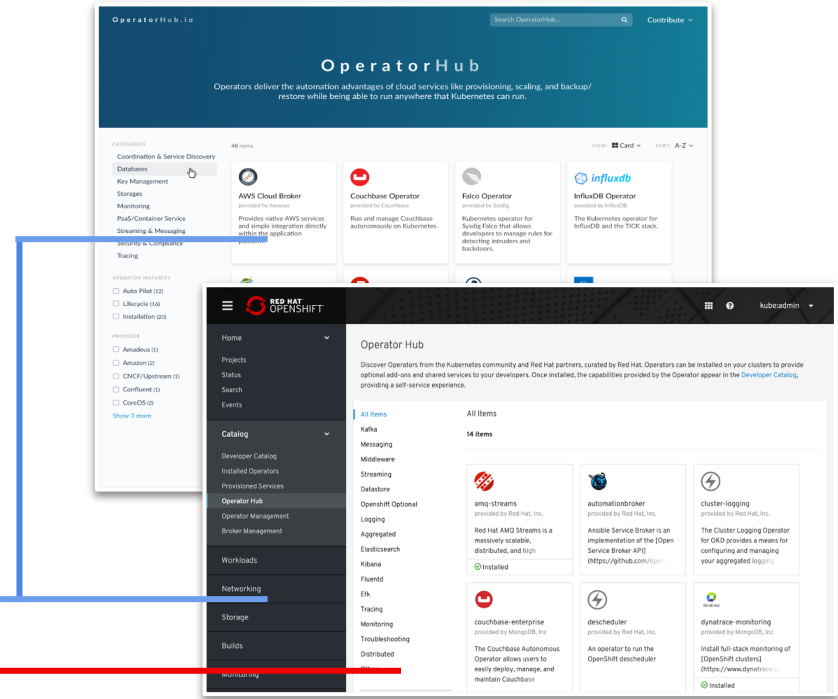 OperatorHub.io
Search OperatorHub...
Contribute
OperatorHub
Operators deliver the automation advantages of cloud services like provisioning, scaling, and backup/
restore while being able to run anywhere that Kubernetes can run.
CATEGORIES
Coordination & Service Discovery
Databases
Key Management
Storages
Monitoring
PaaS/Container Service
Streaming & Messaging
Security & Compliance
Tracing
OPERATOR MATURITY
Auto Pilot (12)
Lifecycle (16)
Installation (20)
PROVIDER
Amadeus (1)
Amazon (2)
CNCF/Upstream (1)
Confluent (1)
CoreOS (2)
Show 3 more
48 items
VIEW: Card
SORT: A-Z
AWS Cloud Broker
provided by Amazon
Provides native AWS services
and simple integration directly
within the application
Couchbase Operator
provided by Couchbase
Run and manage Couchbase
autonomously on Kubernetes.
Falco Operator
provided by Sysdig
Kubernetes operator for
Sysdig Falco that allows
developers to manage rules for
detecting intruders and
backdoors.
influxdb
InfluxDB Operator
provided by InfluxDB
The Kubernetes operator for
InfluxDB and the TICK stack.
RED HAT
OPENSHIFT
kube:admin
Home
Projects
Status
Search
Events
Catalog
Developer Catalog
Installed Operators
Provisioned Services
Operator Hub
Operator Management
Broker Management
Workloads
Networking
Storage
Builds
Monitoring
Operator Hub
Discover Operators from the Kubernetes community and Red Hat partners, curated by Red Hat. Operators can be installed on your clusters to provide
optional add-ons and shared services to your developers. Once installed, the capabilities provided by the Operator appear in the Developer Catalog,
providing a self-service experience.
All Items
Kafka
Messaging
Middleware
Streaming
Datastore
Openshift Optional
Logging
Aggregated
Elasticsearch
Kibana
Fluentd
Efk
Tracing
Monitoring
Troubleshooting
Distributed
All Items
14 items
amq-streams
provided by Red Hat, Inc.
Red Hat AMQ Streams is a
massively scalable,
distributed, and high
Installed
automationbroker
provided by Red Hat, Inc.
Ansible Service Broker is an
implementation of the [Open
Service Broker API]
(https://github.com/open
cluster-logging
provided by Red Hat, Inc.
The Cluster Logging Operator
for OKD provides a means for
configuring and managing
your aggregated logging
couchbase-enterprise
provided by MongoDB, Inc
The Couchbase Autonomous
Operator allows users to
easily deploy, manage, and
maintain Couchbase
descheduler
provided by Red Hat, Inc.
An operator to run the
OpenShift descheduler
dynatrace
dynatrace-monitoring
provided by MongoDB, Inc
Install full-stack monitoring of
[OpenShift clusters]
(https://www.dynatrace
Installed